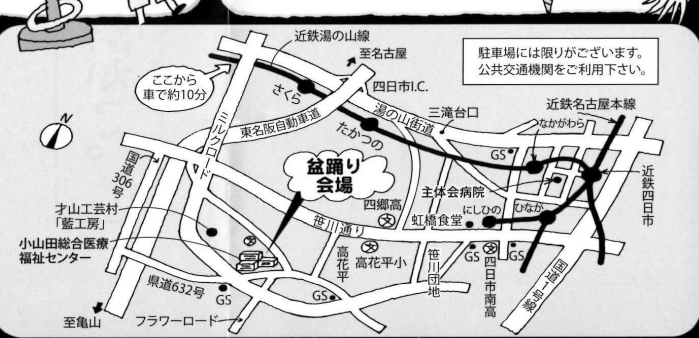 近鉄湯の山線
至名古屋
駐車場には限りがございます。
公共交通機関をご利用下さい。
ここから
車で約10分
さくら
四日市I.C.
湯の山街道
三滝台口
近鉄名古屋本線
なかがわら
N
ミルクロード
東名阪自動車道
たかつの
GS
国道306号
盆踊り
会場
主体会病院
近鉄四日市
才山工芸村
「藍工房」
四郷高
虹橋食堂
にしひの
ひなが
笹川通り
小山田総合医療
福祉センター
高花平
高花平小
笹川団地
GS
四日市南高
GS
国道1号線
県道632号
GS
GS
至亀山
フラワーロード